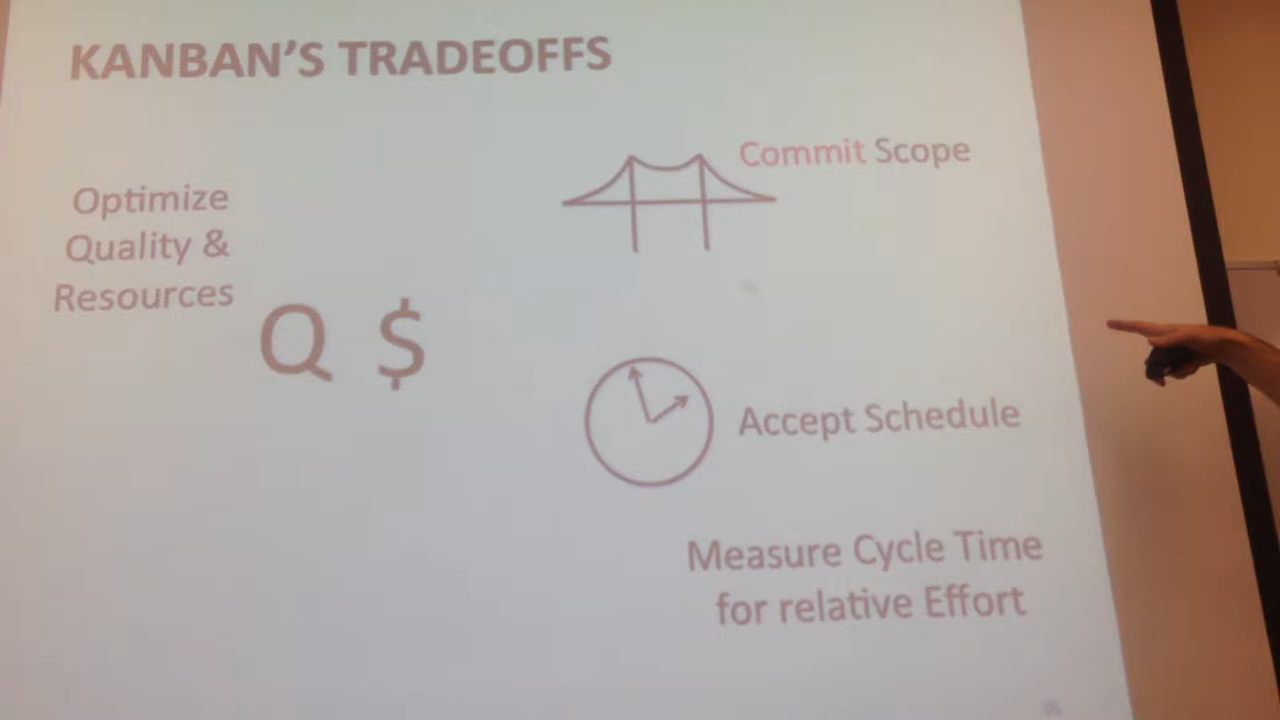 KANBAN'S TRADEOFFS
Optimize
Quality &
Resources
Q $
Commit Scope
Accept Schedule
Measure Cycle Time
for relative Effort